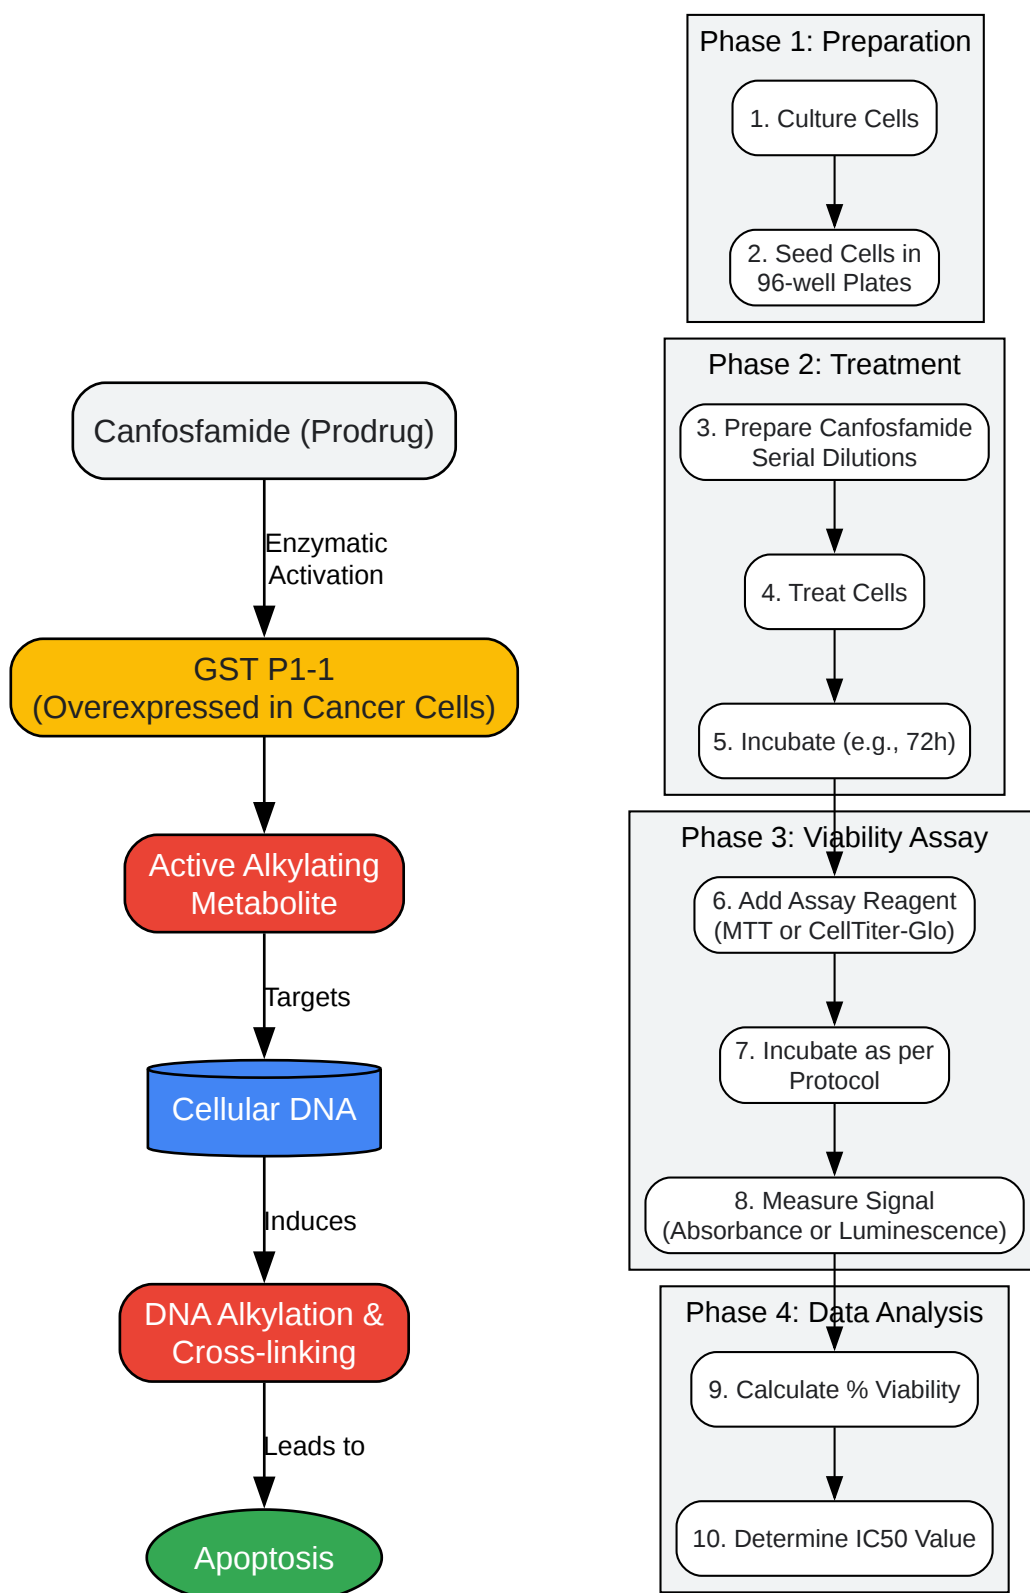 Canfosfamide (Prodrug)
Enzymatic
Activation
GST P1-1
(Overexpressed in Cancer Cells)
Active Alkylating
Metabolite
Targets
Cellular DNA
Induces
DNA Alkylation &
Cross-linking
Leads to
Apoptosis
Phase 1: Preparation
1. Culture Cells
2. Seed Cells in
96-well Plates
Phase 2: Treatment
3. Prepare Canfosfamide
Serial Dilutions
4. Treat Cells
5. Incubate (e.g., 72h)
Phase 3: Viability Assay
6. Add Assay Reagent
(MTT or CellTiter-Glo)
7. Incubate as per
Protocol
8. Measure Signal
(Absorbance or Luminescence)
Phase 4: Data Analysis
9. Calculate % Viability
10. Determine IC50 Value